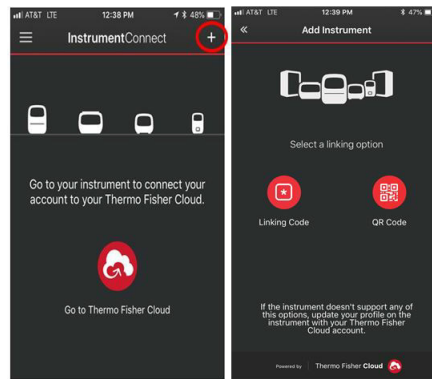 AT&T LTE 12:38 PM 48%
InstrumentConnect +
Go to your instrument to connect your
account to your Thermo Fisher Cloud.
Go to Thermo Fisher Cloud
AT&T LTE 12:39 PM 47%
Add Instrument
Select a linking option
Linking Code
QR Code
If the instrument doesn't support any of
this options, update your profile on the
instrument with your Thermo Fisher
Cloud account.
Powered by Thermo Fisher Cloud